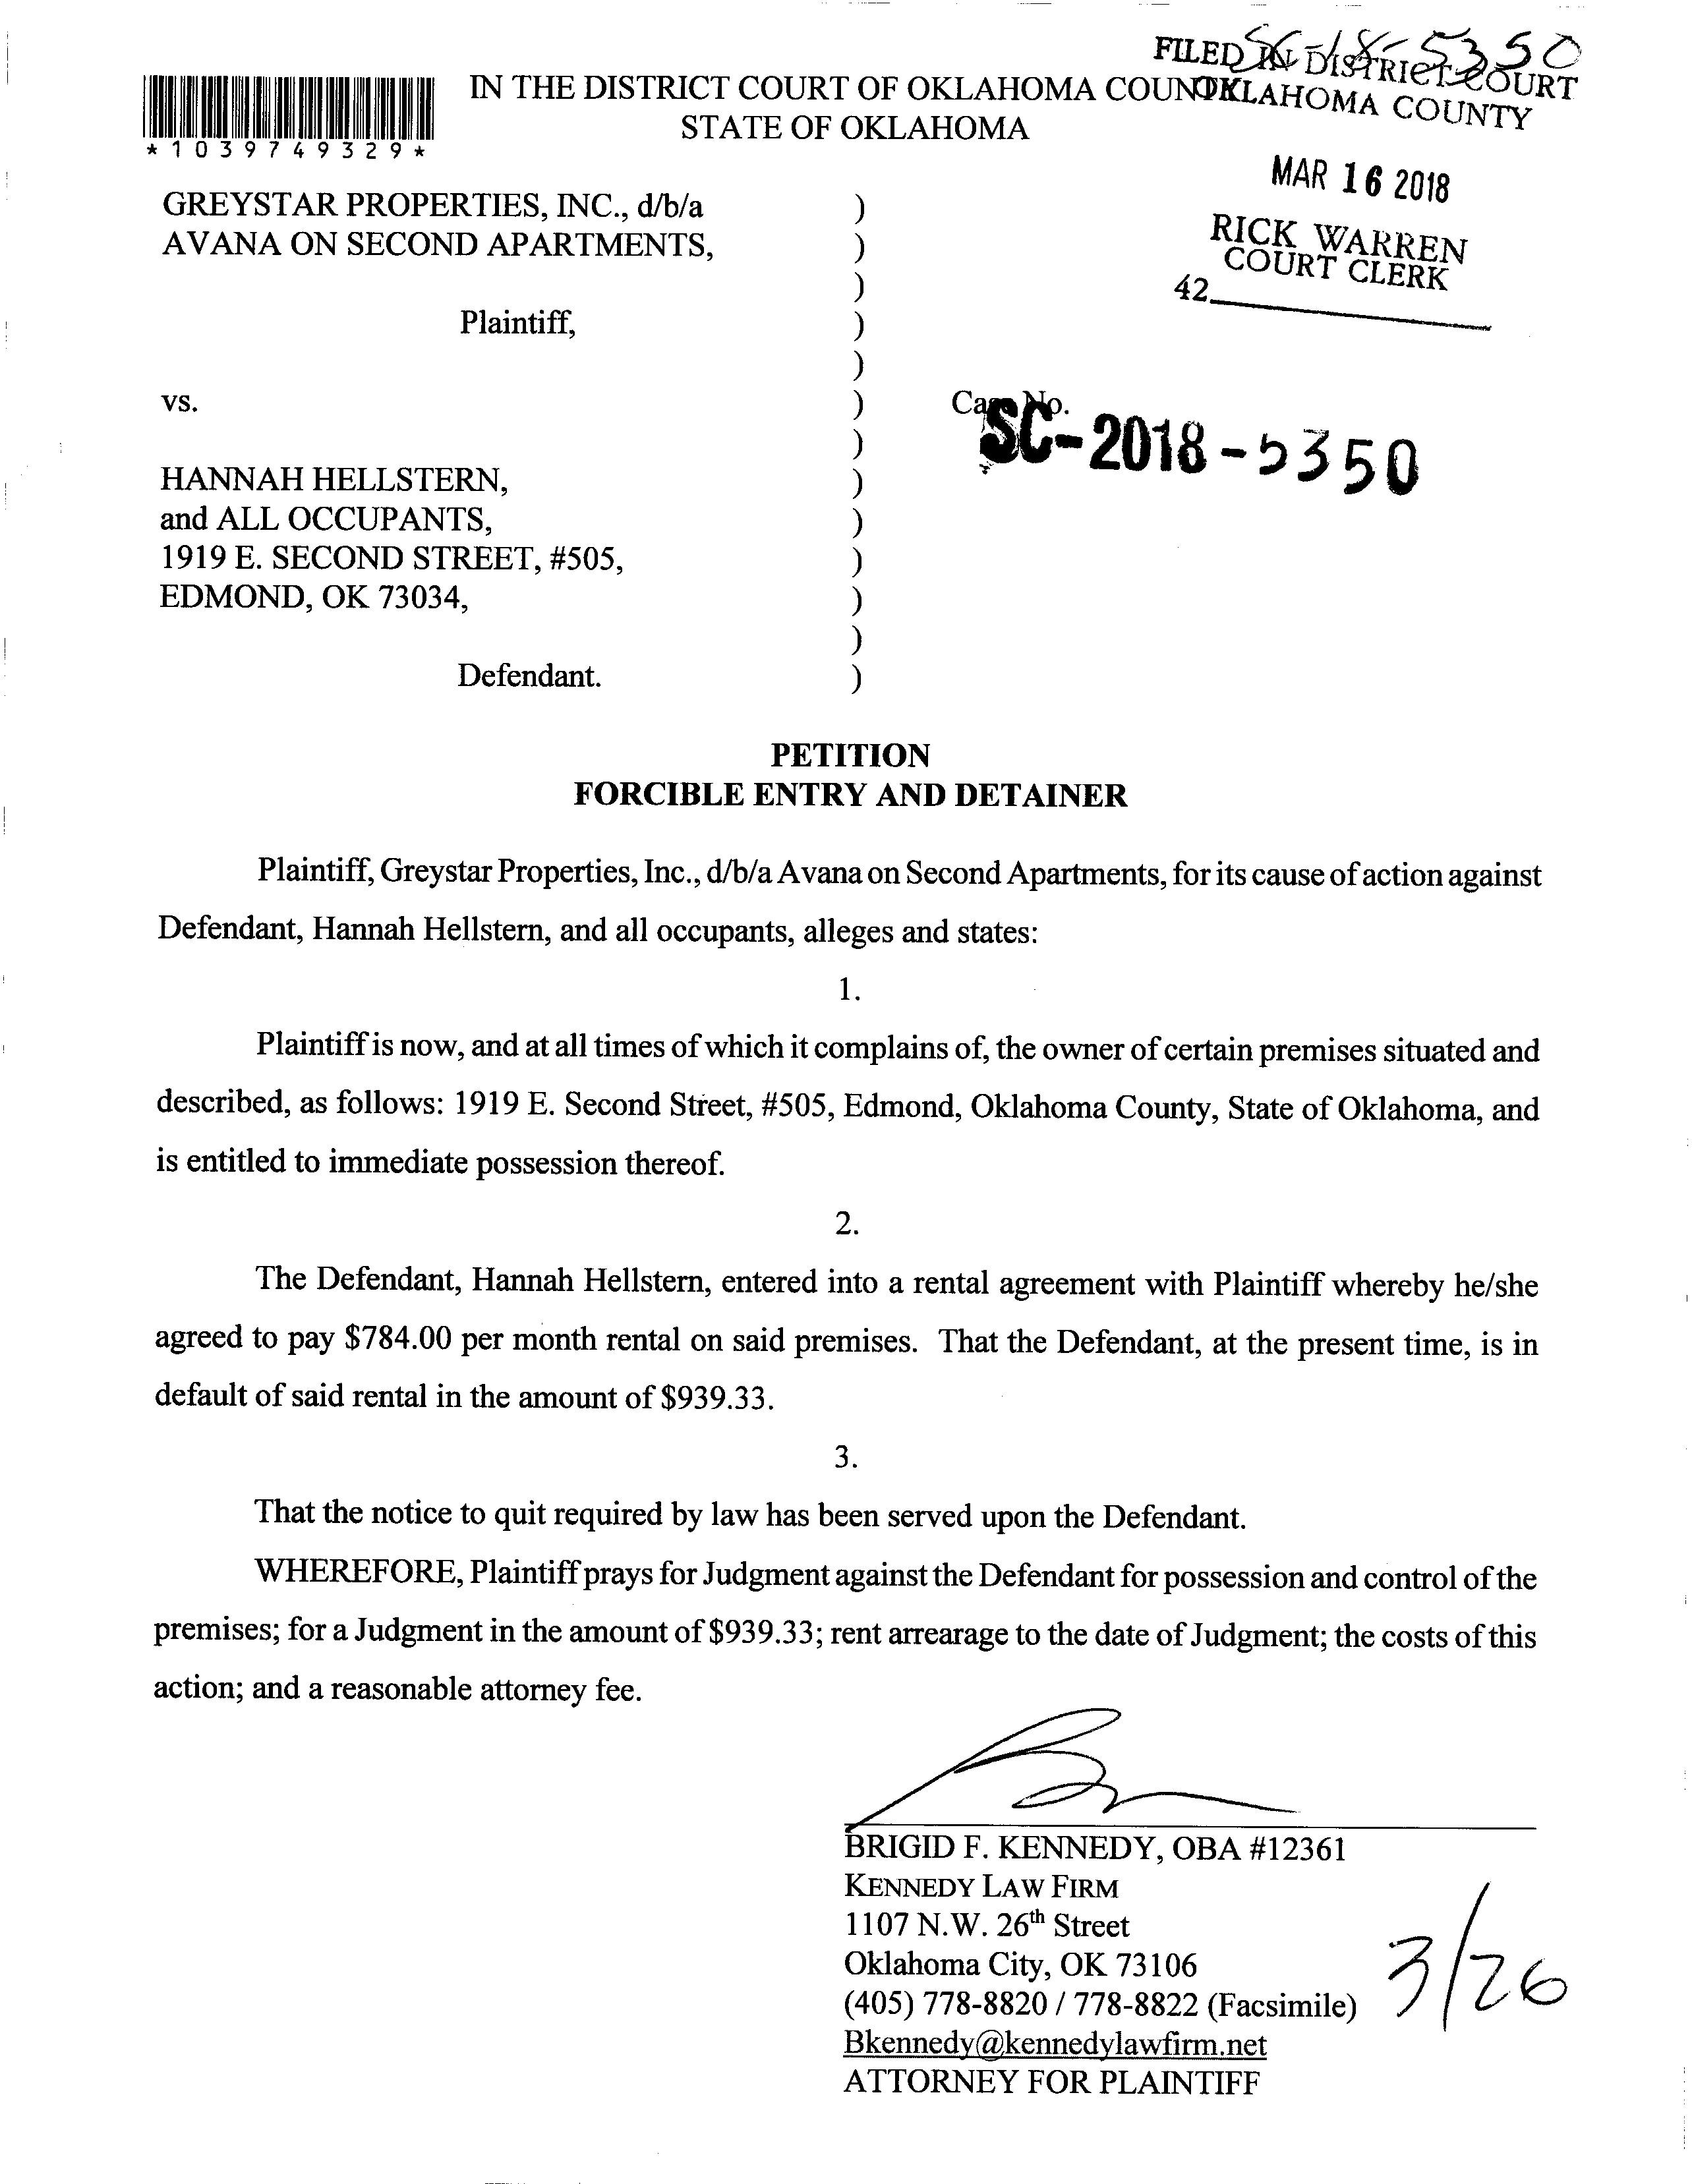 SC-18-5350
FILED IN DISTRICT COURT
OKLAHOMA COUNTY
IN THE DISTRICT COURT OF OKLAHOMA COUNTY
STATE OF OKLAHOMA
*1039749329*
MAR 16 2018
RICK WARREN
COURT CLERK
42
GREYSTAR PROPERTIES, INC., d/b/a )
AVANA ON SECOND APARTMENTS, )
)
Plaintiff, )
)
vs. ) Case No.
SC-2018-5350
)
HANNAH HELLSTERN, )
and ALL OCCUPANTS, )
1919 E. SECOND STREET, #505, )
EDMOND, OK 73034, )
)
Defendant. )
PETITION
FORCIBLE ENTRY AND DETAINER
Plaintiff, Greystar Properties, Inc., d/b/a Avana on Second Apartments, for its cause of action against
Defendant, Hannah Hellstern, and all occupants, alleges and states:
1.
Plaintiff is now, and at all times of which it complains of, the owner of certain premises situated and
described, as follows: 1919 E. Second Street, #505, Edmond, Oklahoma County, State of Oklahoma, and
is entitled to immediate possession thereof.
2.
The Defendant, Hannah Hellstern, entered into a rental agreement with Plaintiff whereby he/she
agreed to pay $784.00 per month rental on said premises. That the Defendant, at the present time, is in
default of said rental in the amount of $939.33.
3.
That the notice to quit required by law has been served upon the Defendant.
WHEREFORE, Plaintiff prays for Judgment against the Defendant for possession and control of the
premises; for a Judgment in the amount of $939.33; rent arrearage to the date of Judgment; the costs of this
action; and a reasonable attorney fee.
BRIGID F. KENNEDY, OBA #12361
KENNEDY LAW FIRM
1107 N.W. 26th Street
Oklahoma City, OK 73106
(405) 778-8820 / 778-8822 (Facsimile)
Bkennedy@kennedylawfirm.net
ATTORNEY FOR PLAINTIFF
3/26